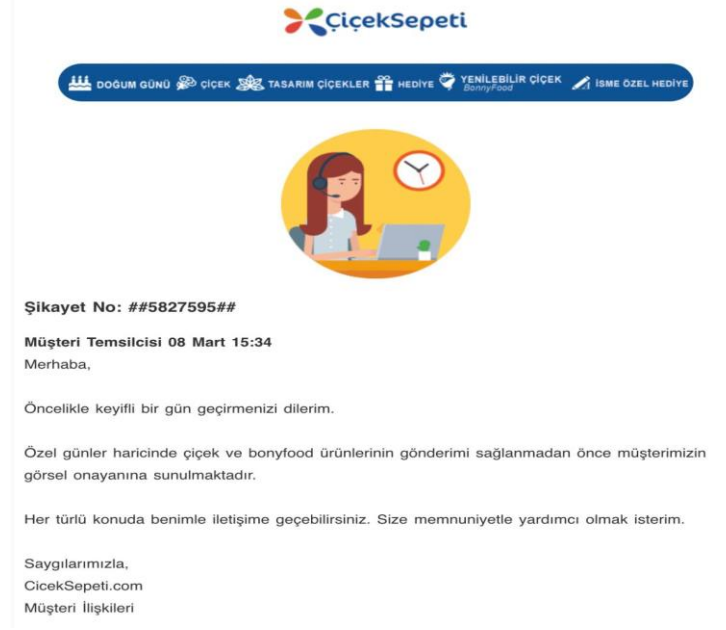 ÇiçekSepeti
DOĞUM GÜNÜ ÇİÇEK TASARIM ÇİÇEKLER HEDİYE YENİLEBİLİR ÇİÇEK İSME ÖZEL HEDİYE
BonnyFood
Şikayet No: ##5827595##
Müşteri Temsilcisi 08 Mart 15:34
Merhaba,
Öncelikle keyifli bir gün geçirmenizi dilerim.
Özel günler haricinde çiçek ve bonyfood ürünlerinin gönderimi sağlanmadan önce müşterimizin
görsel onayanına sunulmaktadır.
Her türlü konuda benimle iletişime geçebilirsiniz. Size memnuniyetle yardımcı olmak isterim.
Saygılarımızla,
CicekSepeti.com
Müşteri İlişkileri